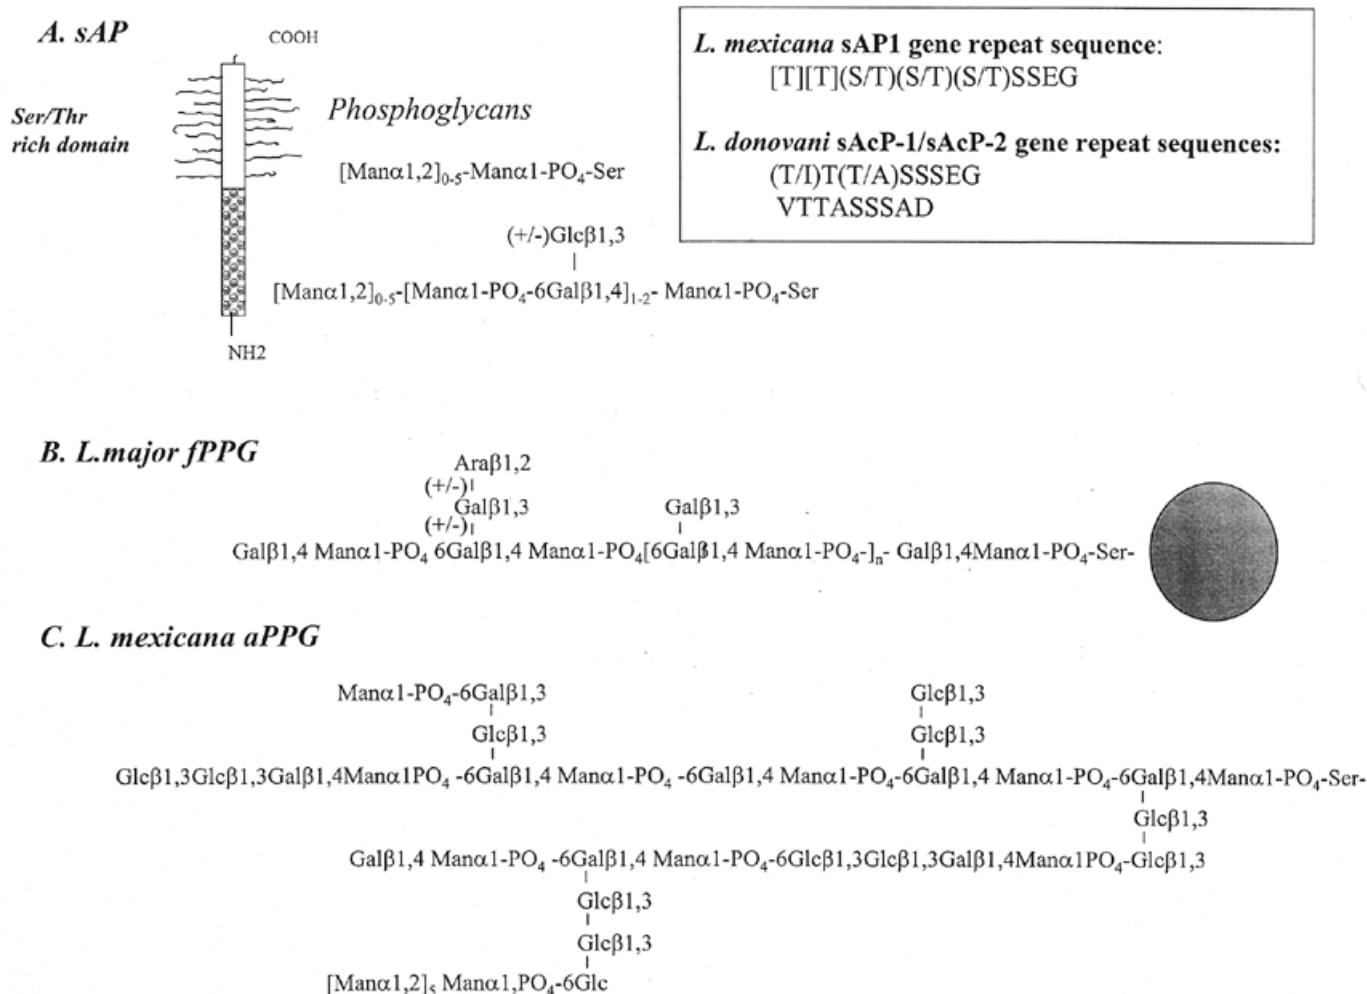 A. sAP
COOH
Ser/Thr
rich domain
Phosphoglycans
[Manα1,2]₀₋₅-Manα1-PO₄-Ser
(+/-)Glcβ1,3
[Manα1,2]₀₋₅-[Manα1-PO₄-6Galβ1,4]₁₋₂- Manα1-PO₄-Ser
NH2
L. mexicana sAP1 gene repeat sequence:
[T][T](S/T)(S/T)(S/T)SSEG
L. donovani sAcP-1/sAcP-2 gene repeat sequences:
(T/I)T(T/A)SSSEG
VTTASSSAD
B. L.major fPPG
Araβ1,2
(+/-)
Galβ1,3 Galβ1,3
(+/-)
Galβ1,4 Manα1-PO₄ 6Galβ1,4 Manα1-PO₄[6Galβ1,4 Manα1-PO₄-]ₙ- Galβ1,4Manα1-PO₄-Ser-
C. L. mexicana aPPG
Manα1-PO₄-6Galβ1,3 Glcβ1,3
Glcβ1,3 Glcβ1,3
Glcβ1,3Glcβ1,3Galβ1,4Manα1PO₄ -6Galβ1,4 Manα1-PO₄ -6Galβ1,4 Manα1-PO₄-6Galβ1,4 Manα1-PO₄-6Galβ1,4Manα1-PO₄-Ser-
Glcβ1,3
Galβ1,4 Manα1-PO₄ -6Galβ1,4 Manα1-PO₄-6Glcβ1,3Glcβ1,3Galβ1,4Manα1PO₄-Glcβ1,3
Glcβ1,3
Glcβ1,3
[Manα1,2]₅ Manα1,PO₄-6Glc